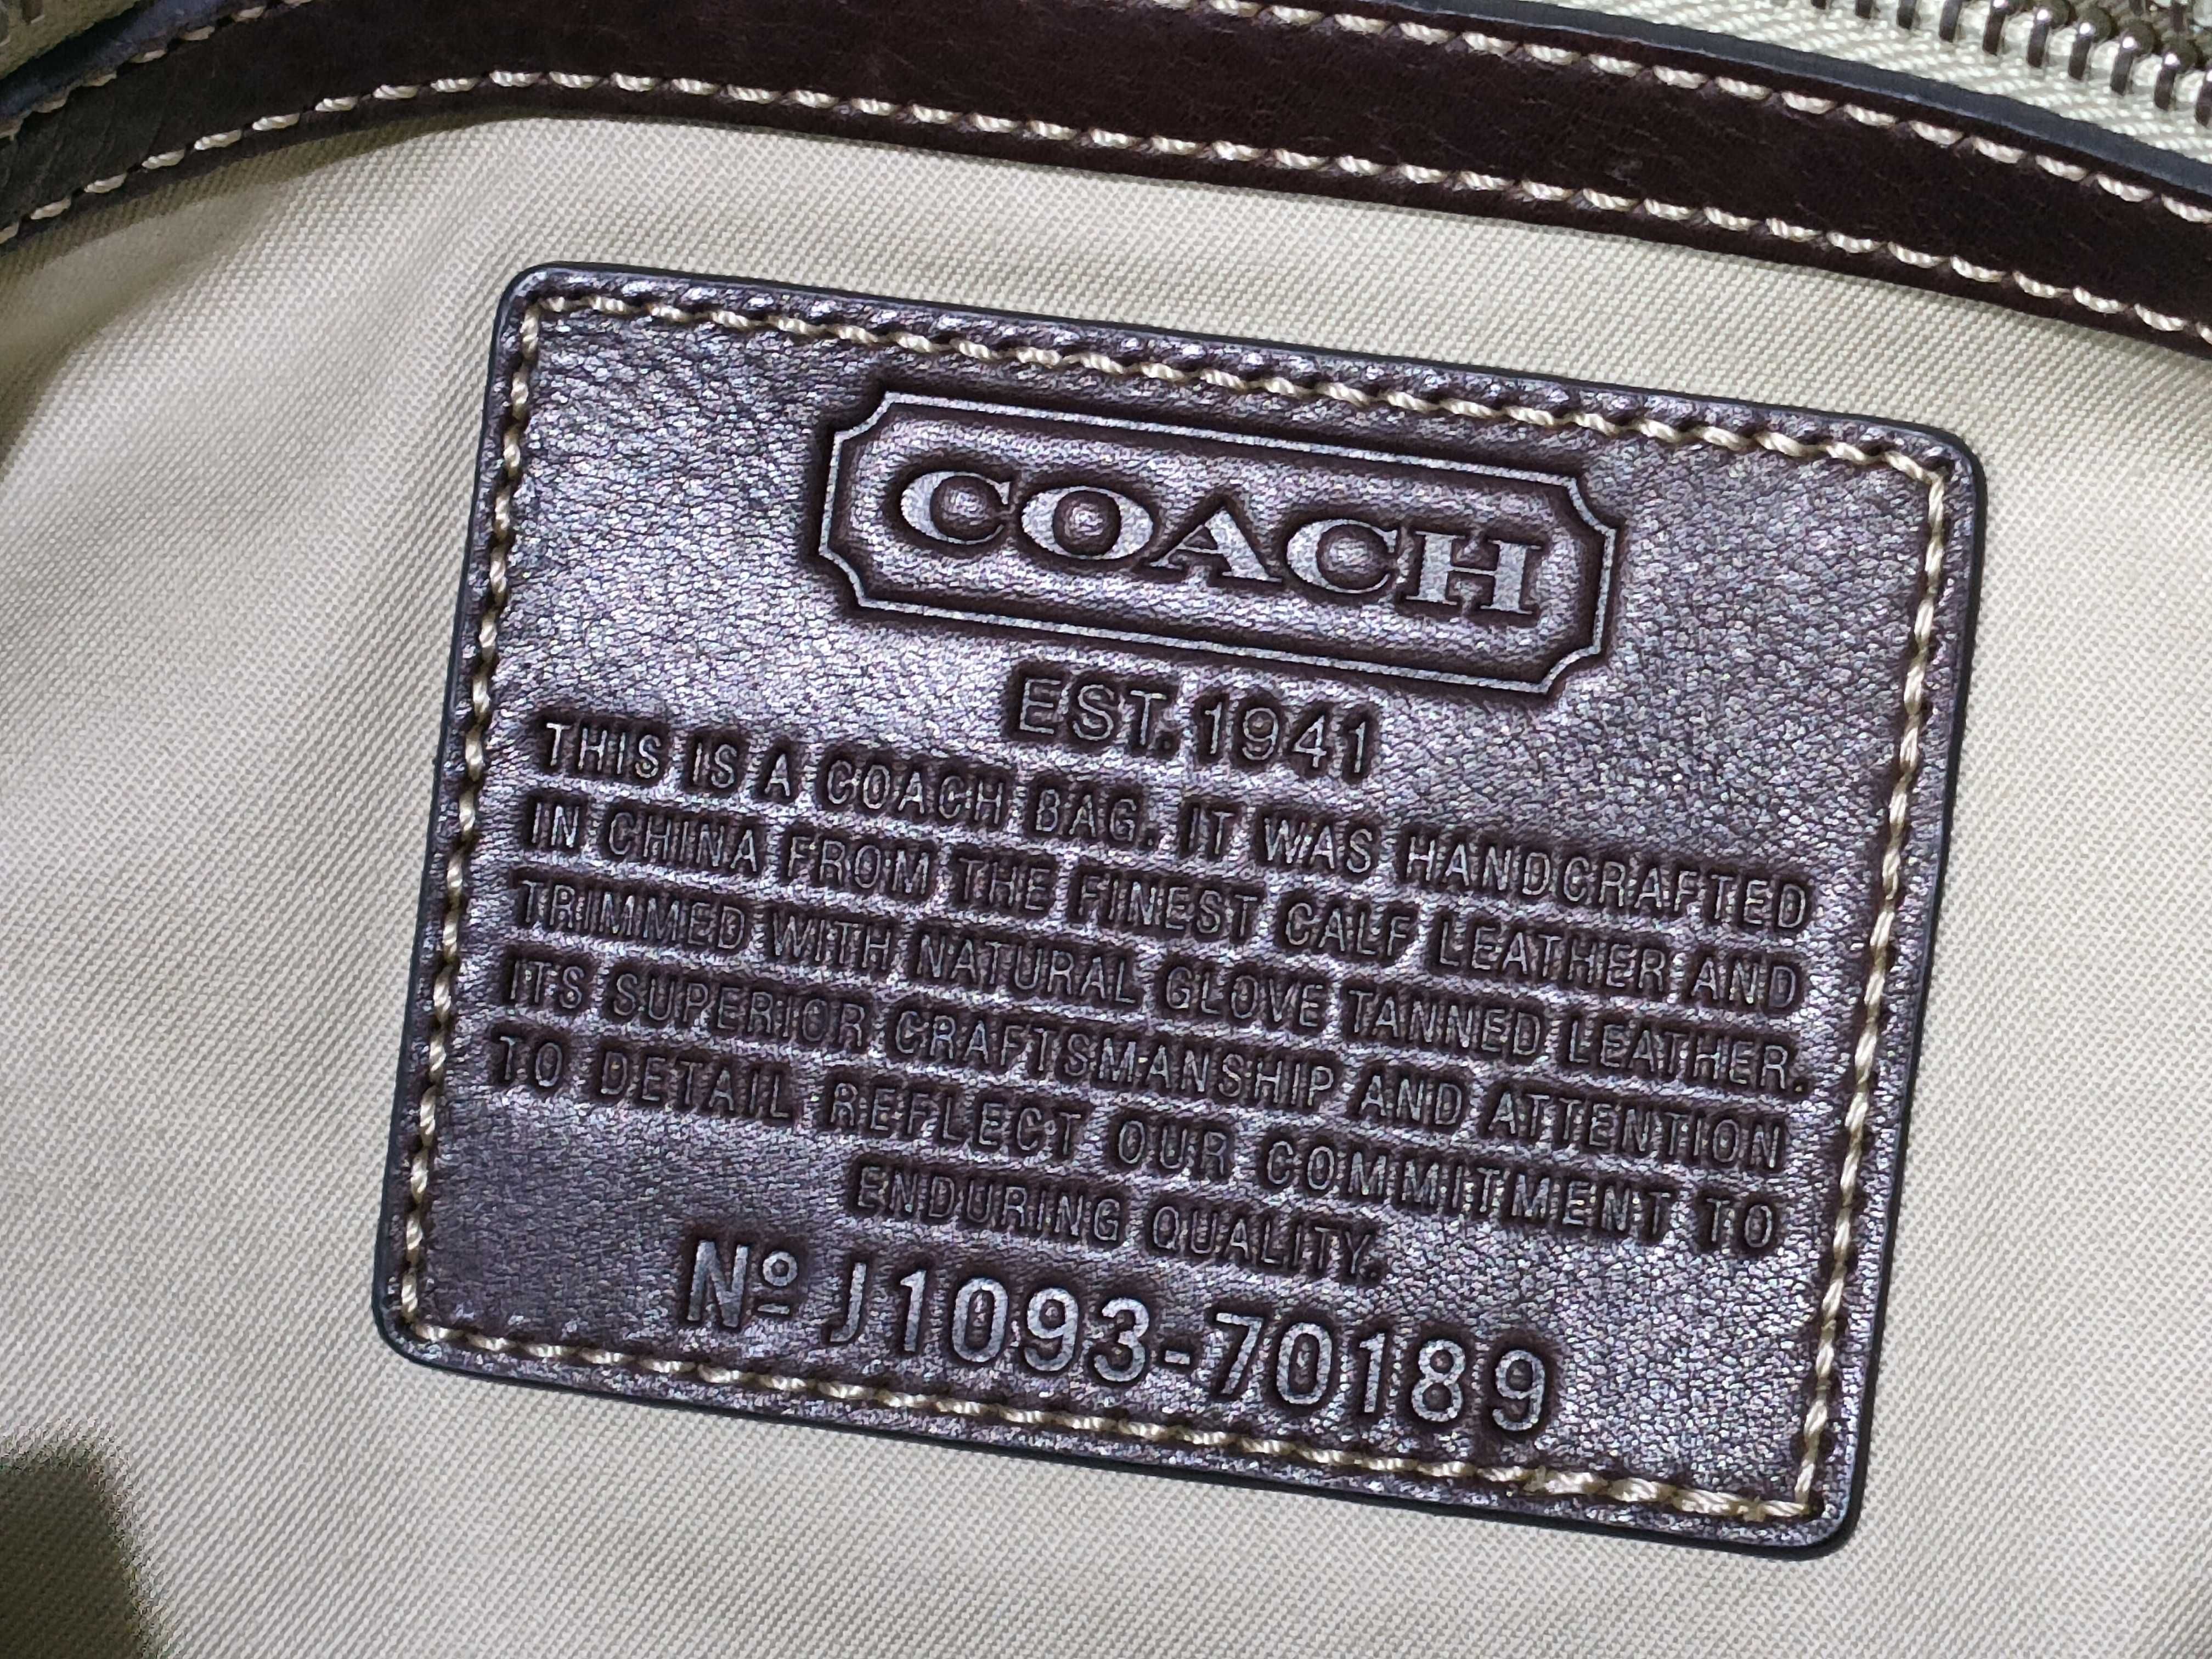 COACH
EST. 1941
THIS IS A COACH BAG. IT WAS HANDCRAFTED
IN CHINA FROM THE FINEST CALF LEATHER AND
TRIMMED WITH NATURAL GLOVE TANNED LEATHER.
ITS SUPERIOR CRAFTSMANSHIP AND ATTENTION
TO DETAIL REFLECT OUR COMMITMENT TO
ENDURING QUALITY.
Nº J1093-70189